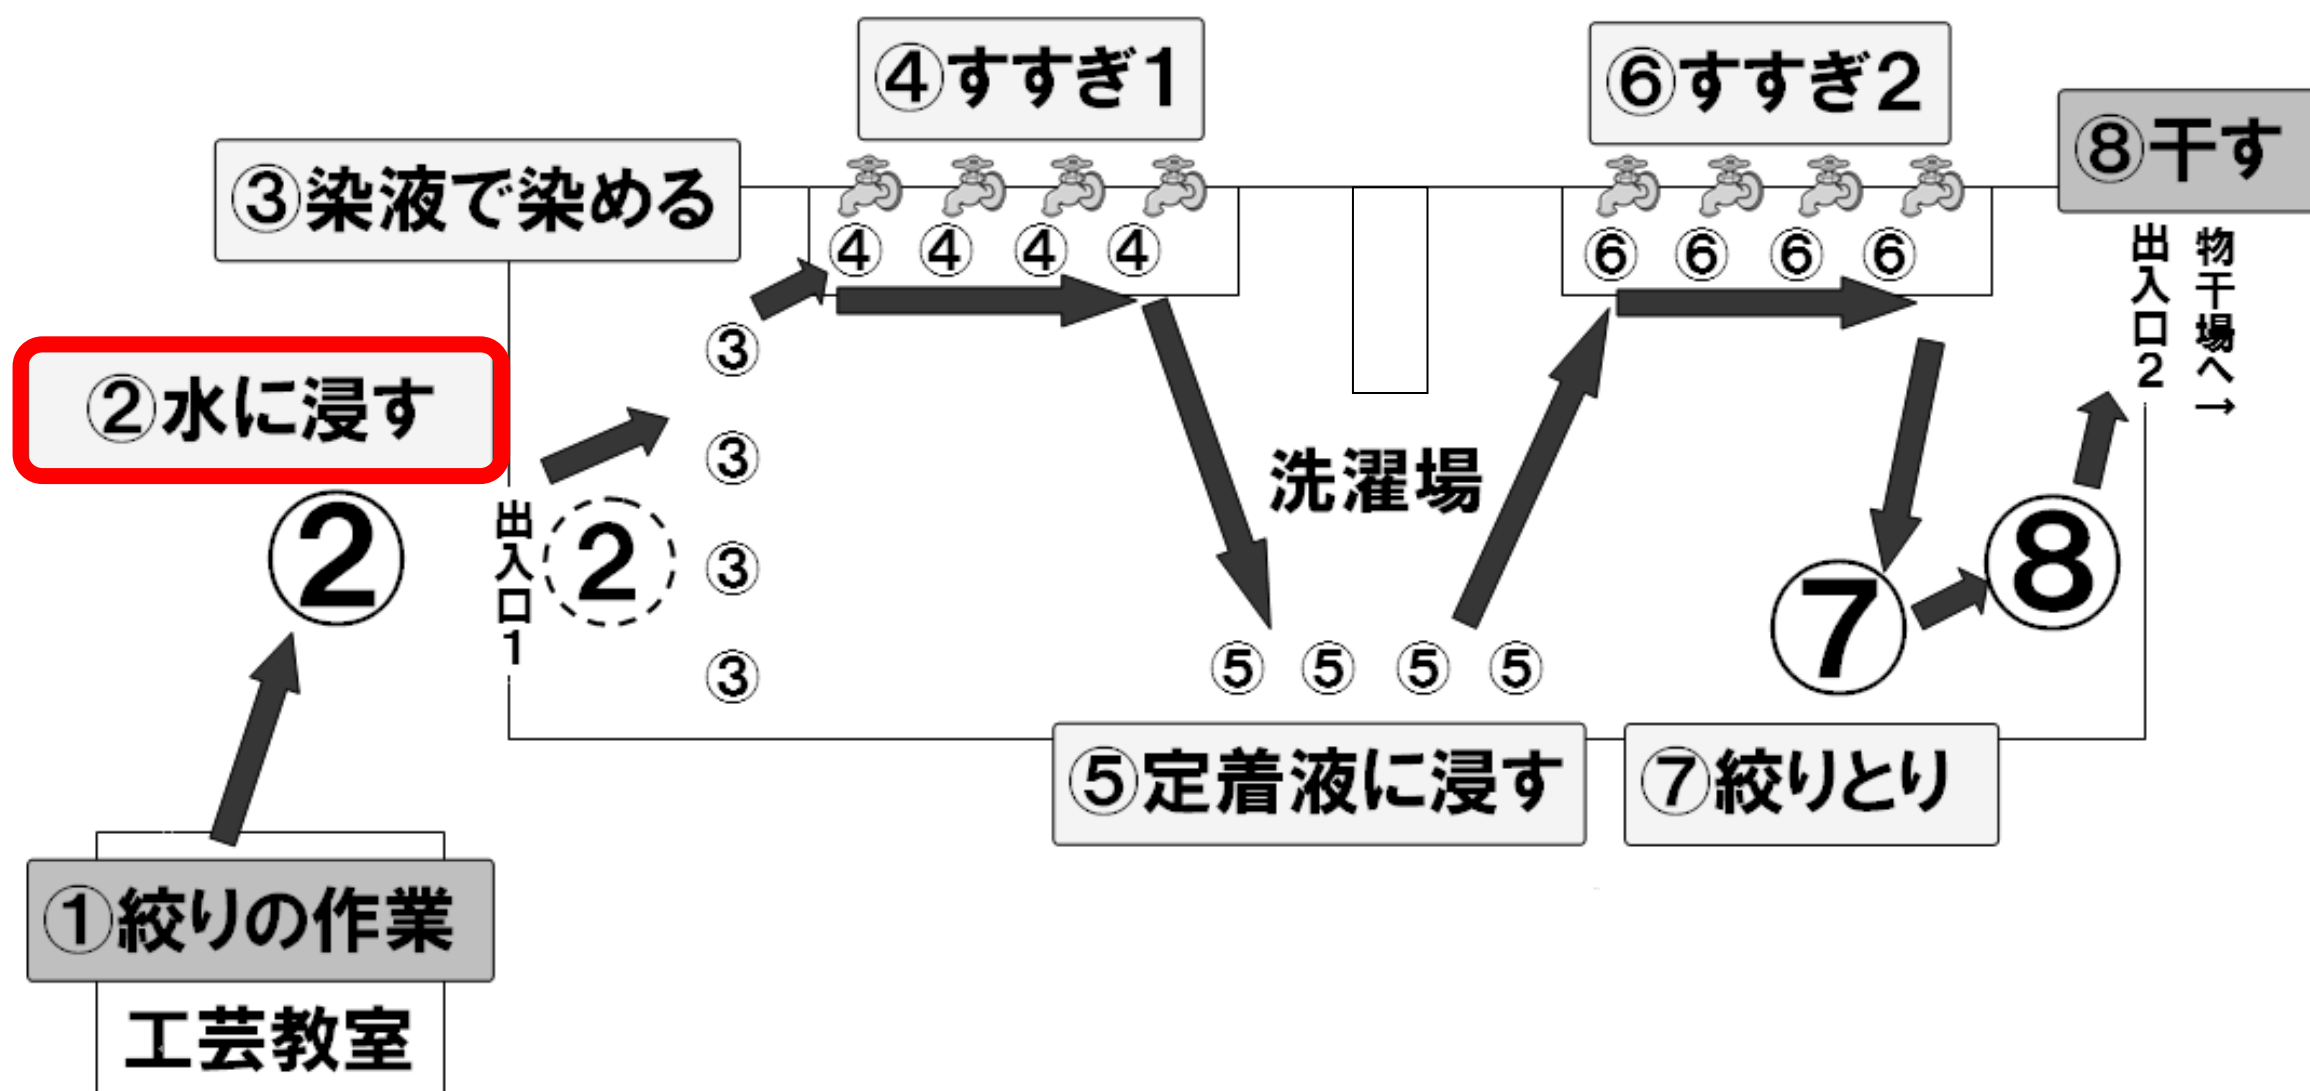 ④すすぎ1
⑥すすぎ2
⑧干す
③染液で染める
④ ④ ④ ④
⑥ ⑥ ⑥ ⑥
出入口2
物干場へ→
③
③
③
③
②水に浸す
②
出入口1
②
洗濯場
⑤ ⑤ ⑤ ⑤
⑦
⑧
⑤定着液に浸す
⑦絞りとり
①絞りの作業
工芸教室